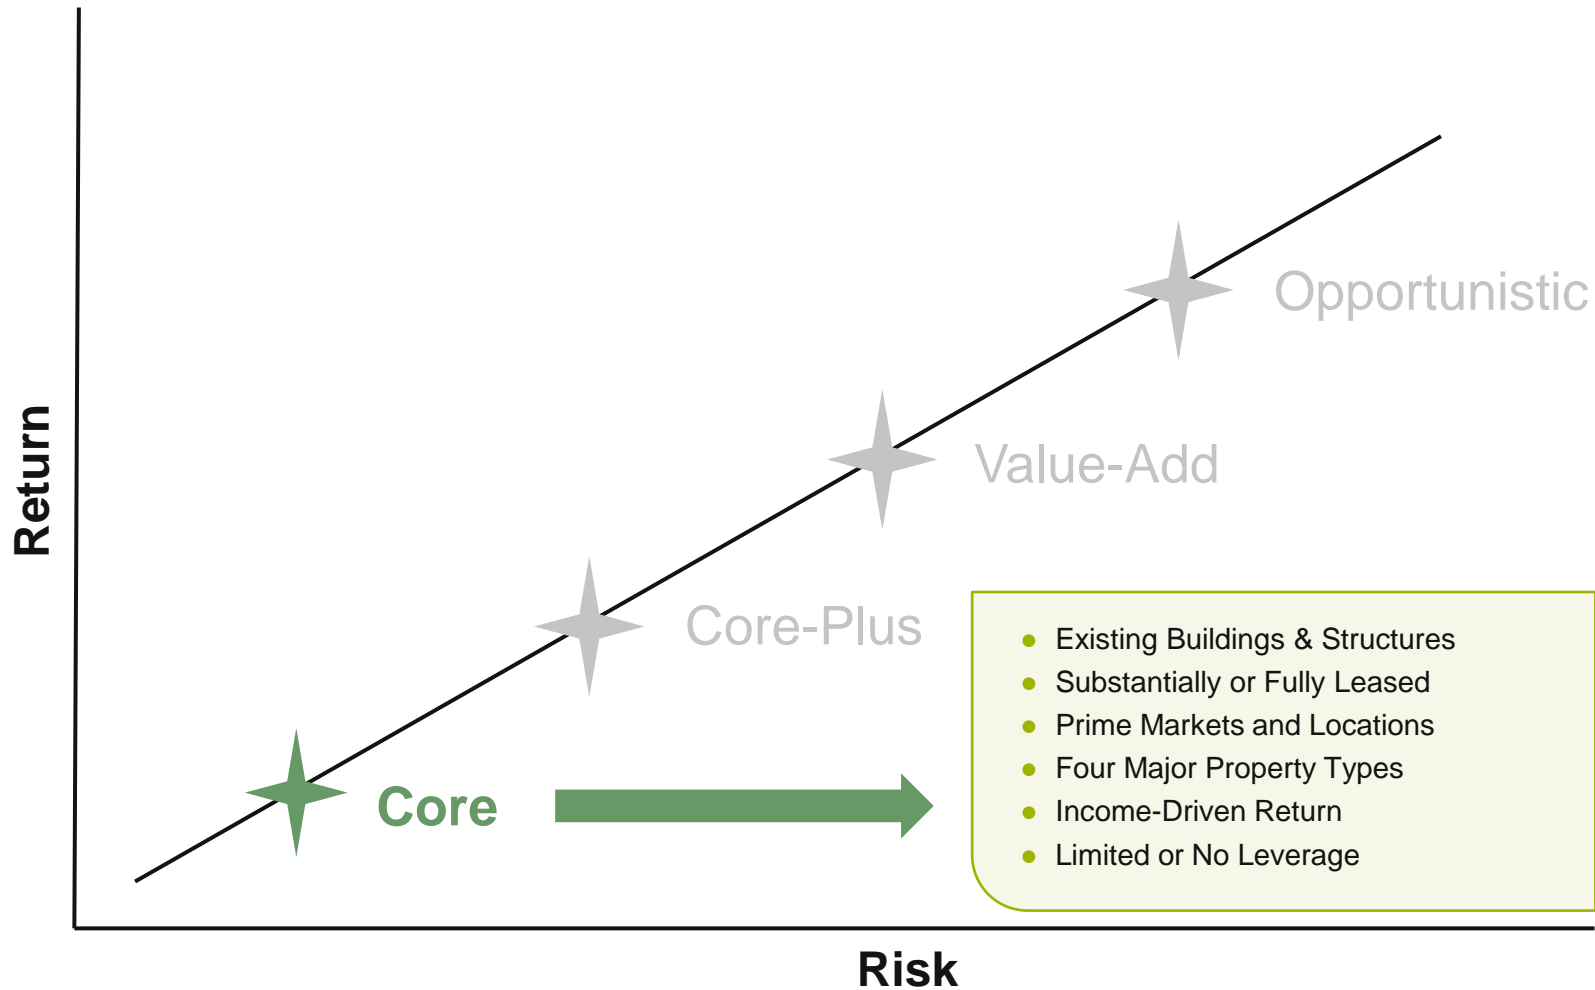 Opportunistic
Value-Add
Core-Plus
Core
Return
Risk
Existing Buildings & Structures
Substantially or Fully Leased
Prime Markets and Locations
Four Major Property Types
Income-Driven Return
Limited or No Leverage